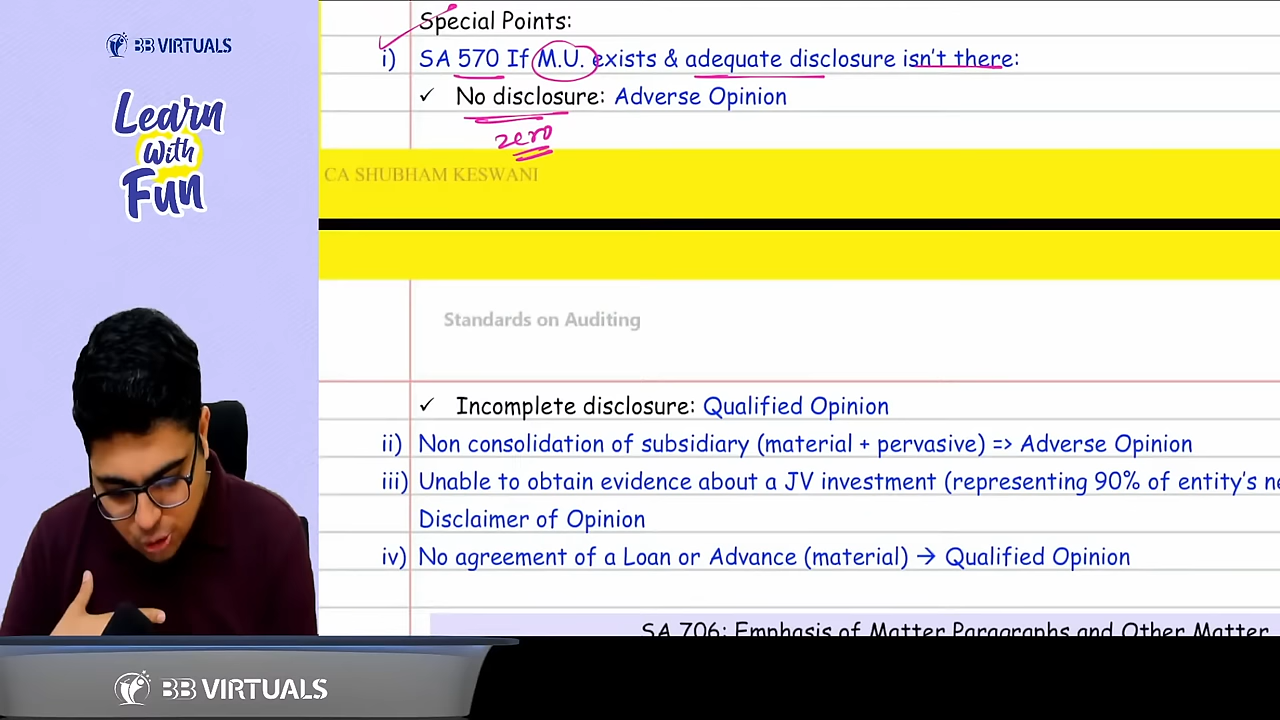 BB VIRTUALS
Learn
With
Fun
Special Points:
i) SA 570 If M.U. exists & adequate disclosure isn't there:
✓ No disclosure: Adverse Opinion
zero
CA SHUBHAM KESWANI
Standards on Auditing
✓ Incomplete disclosure: Qualified Opinion
ii) Non consolidation of subsidiary (material + pervasive) => Adverse Opinion
iii) Unable to obtain evidence about a JV investment (representing 90% of entity's ne
Disclaimer of Opinion
iv) No agreement of a Loan or Advance (material) → Qualified Opinion
SA 706: Emphasis of Matter Paragraphs and Other Matter
BB VIRTUALS